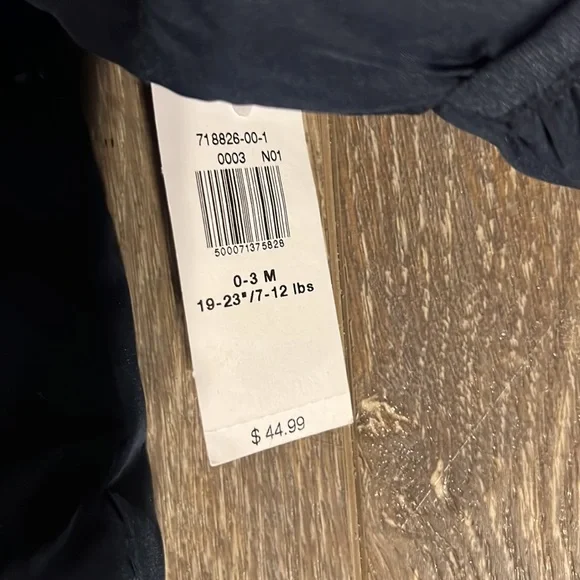 718826-00-1
0003 N01
500071375828
0-3 M
19-23"/7-12 lbs
$ 44.99